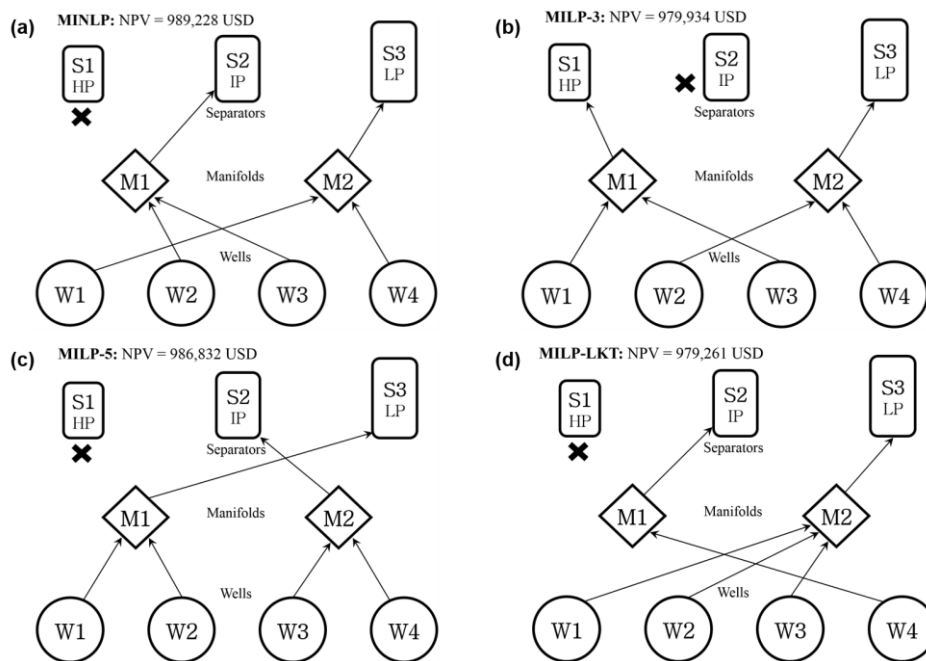 (a) MINLP: NPV = 989,228 USD
S1
HP
S2
IP
S3
LP
Separators
M1
Manifolds
M2
Wells
W1
W2
W3
W4
(b) MILP-3: NPV = 979,934 USD
S1
HP
S2
IP
S3
LP
Separators
M1
Manifolds
M2
Wells
W1
W2
W3
W4
(c) MILP-5: NPV = 986,832 USD
S1
HP
S2
IP
S3
LP
Separators
M1
Manifolds
M2
Wells
W1
W2
W3
W4
(d) MILP-LKT: NPV = 979,261 USD
S1
HP
S2
IP
S3
LP
Separators
M1
Manifolds
M2
Wells
W1
W2
W3
W4